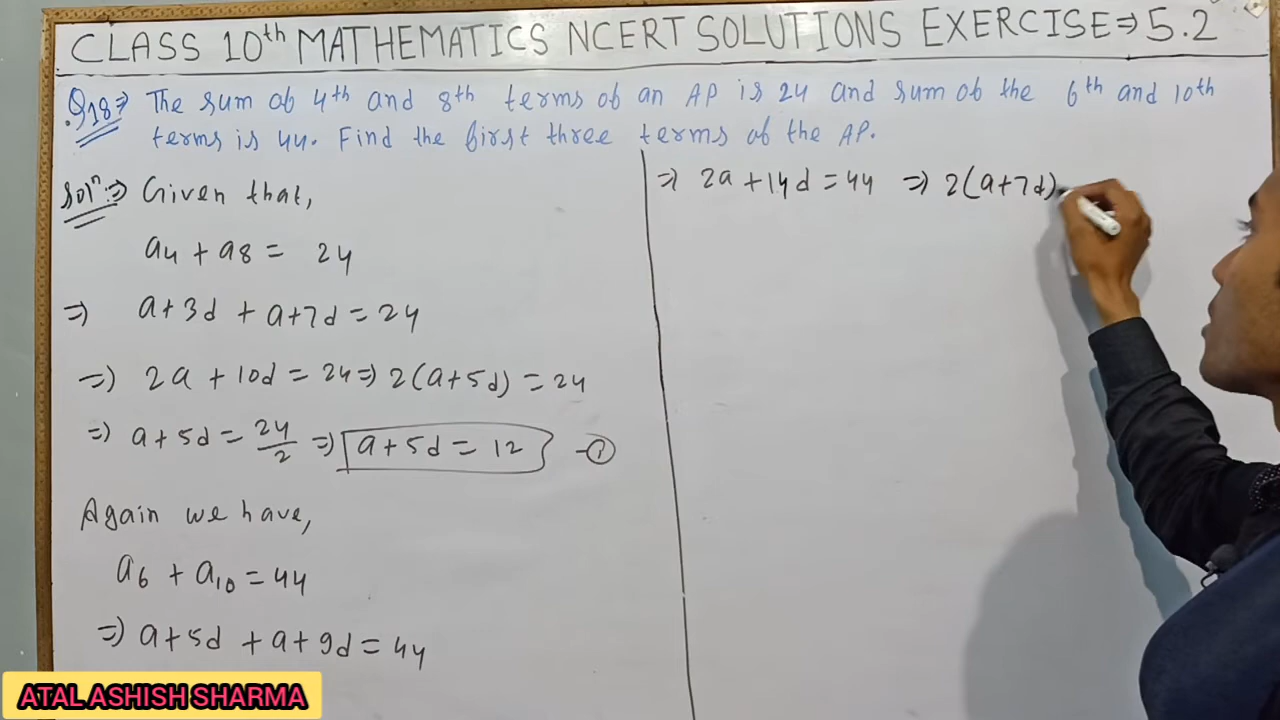 CLASS 10th MATHEMATICS NCERT SOLUTIONS EXERCISE⇒5.2
Q18⇒ The sum of 4th and 8th terms of an AP is 24 and sum of the 6th and 10th
terms is 44. Find the first three terms of the AP.
Solⁿ:⇒ Given that,
a4 + a8 = 24
⇒ a+3d + a+7d = 24
⇒ 2a + 10d = 24 ⇒ 2(a+5d) = 24
⇒ a+5d = 24/2 ⇒ a+5d = 12 -①
Again we have,
a6 + a10 = 44
⇒ a+5d + a+9d = 44
⇒ 2a +14d = 44 ⇒ 2(a+7d)
ATAL ASHISH SHARMA